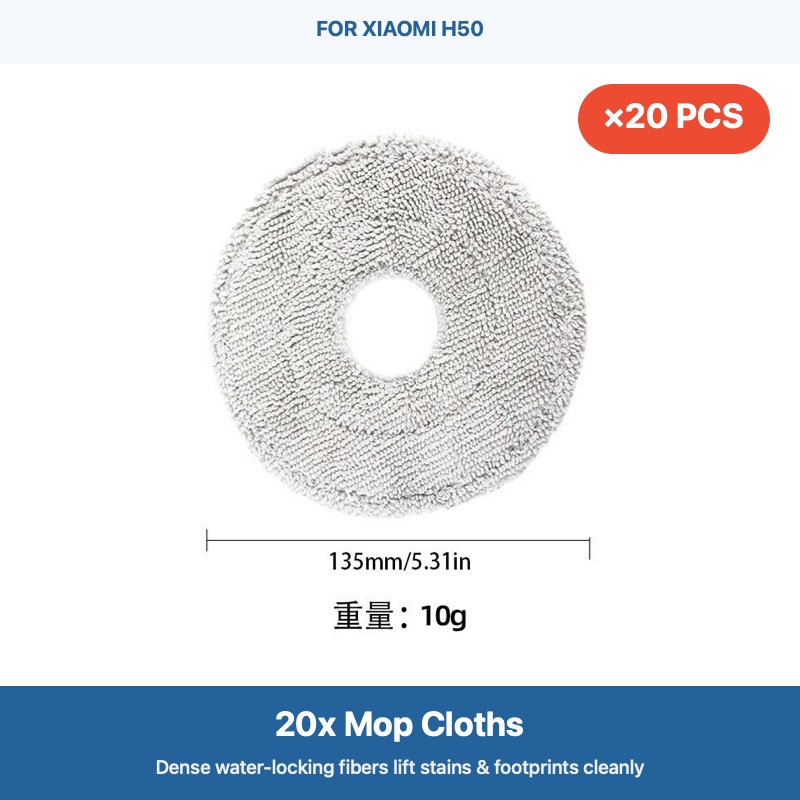 FOR XIAOMI H50
×20 PCS
135mm/5.31in
重量：10g
20x Mop Cloths
Dense water-locking fibers lift stains & footprints cleanly